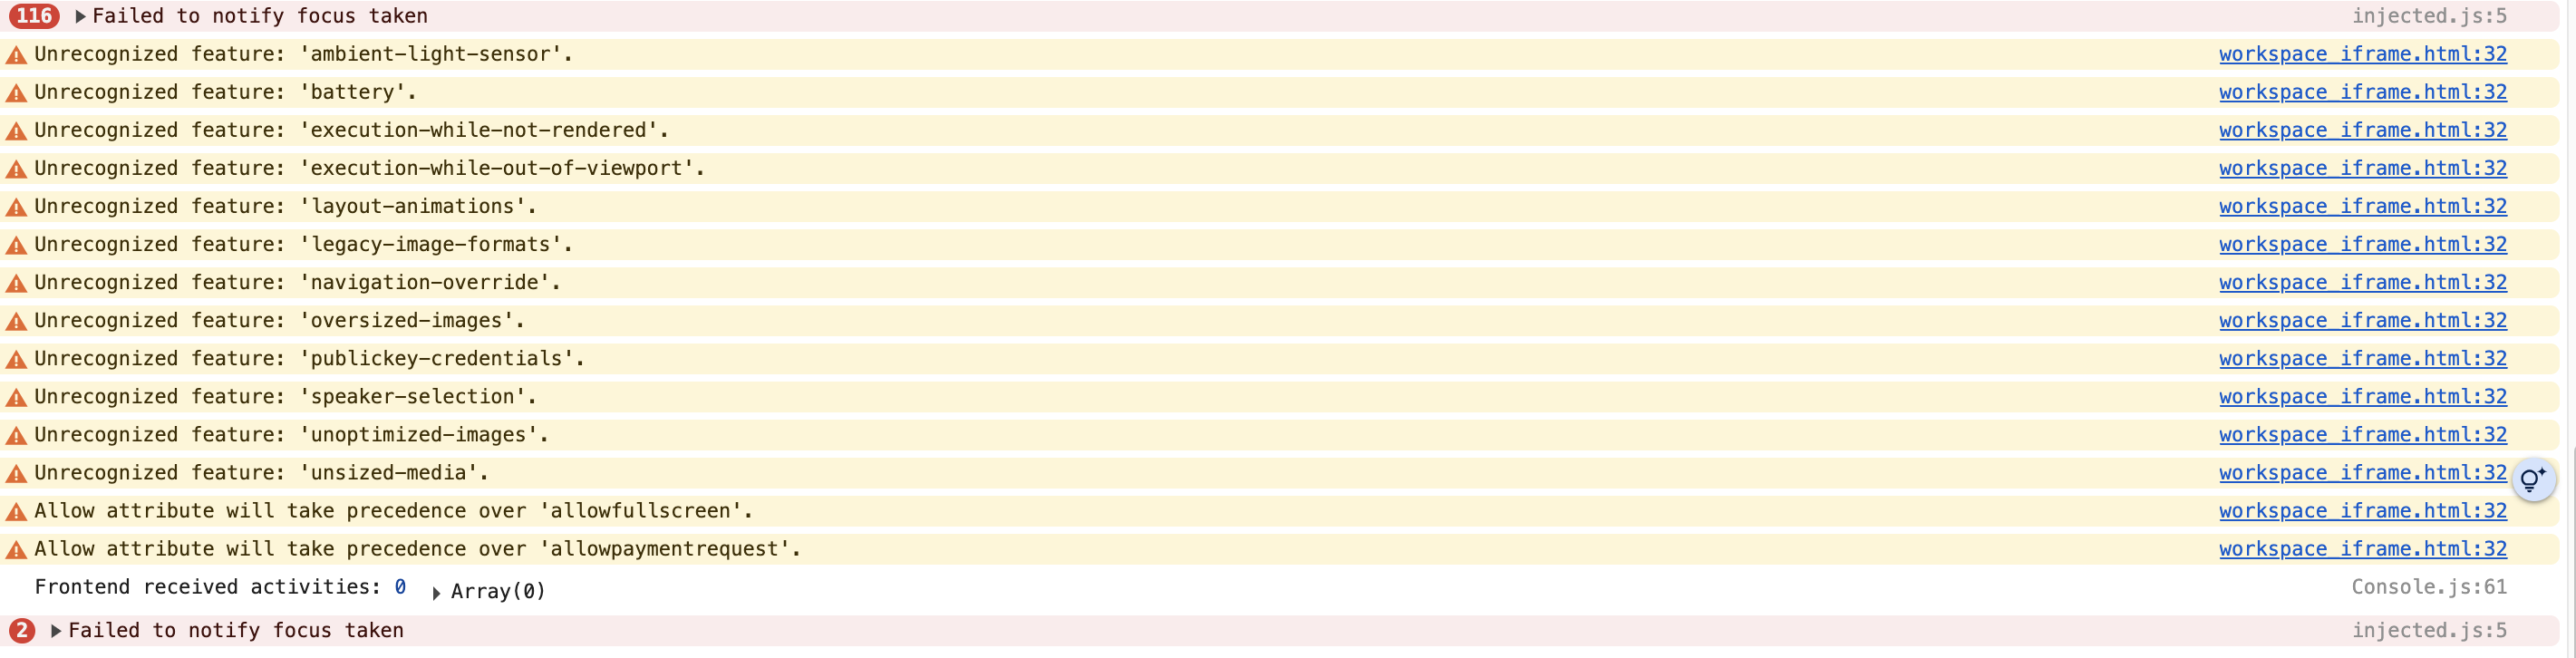 116 ▶Failed to notify focus taken injected.js:5
Unrecognized feature: 'ambient-light-sensor'. workspace_iframe.html:32
Unrecognized feature: 'battery'. workspace_iframe.html:32
Unrecognized feature: 'execution-while-not-rendered'. workspace_iframe.html:32
Unrecognized feature: 'execution-while-out-of-viewport'. workspace_iframe.html:32
Unrecognized feature: 'layout-animations'. workspace_iframe.html:32
Unrecognized feature: 'legacy-image-formats'. workspace_iframe.html:32
Unrecognized feature: 'navigation-override'. workspace_iframe.html:32
Unrecognized feature: 'oversized-images'. workspace_iframe.html:32
Unrecognized feature: 'publickey-credentials'. workspace_iframe.html:32
Unrecognized feature: 'speaker-selection'. workspace_iframe.html:32
Unrecognized feature: 'unoptimized-images'. workspace_iframe.html:32
Unrecognized feature: 'unsized-media'. workspace_iframe.html:32
Allow attribute will take precedence over 'allowfullscreen'. workspace_iframe.html:32
Allow attribute will take precedence over 'allowpaymentrequest'. workspace_iframe.html:32
Frontend received activities: 0 ▶ Array(0) Console.js:61
2 ▶Failed to notify focus taken injected.js:5